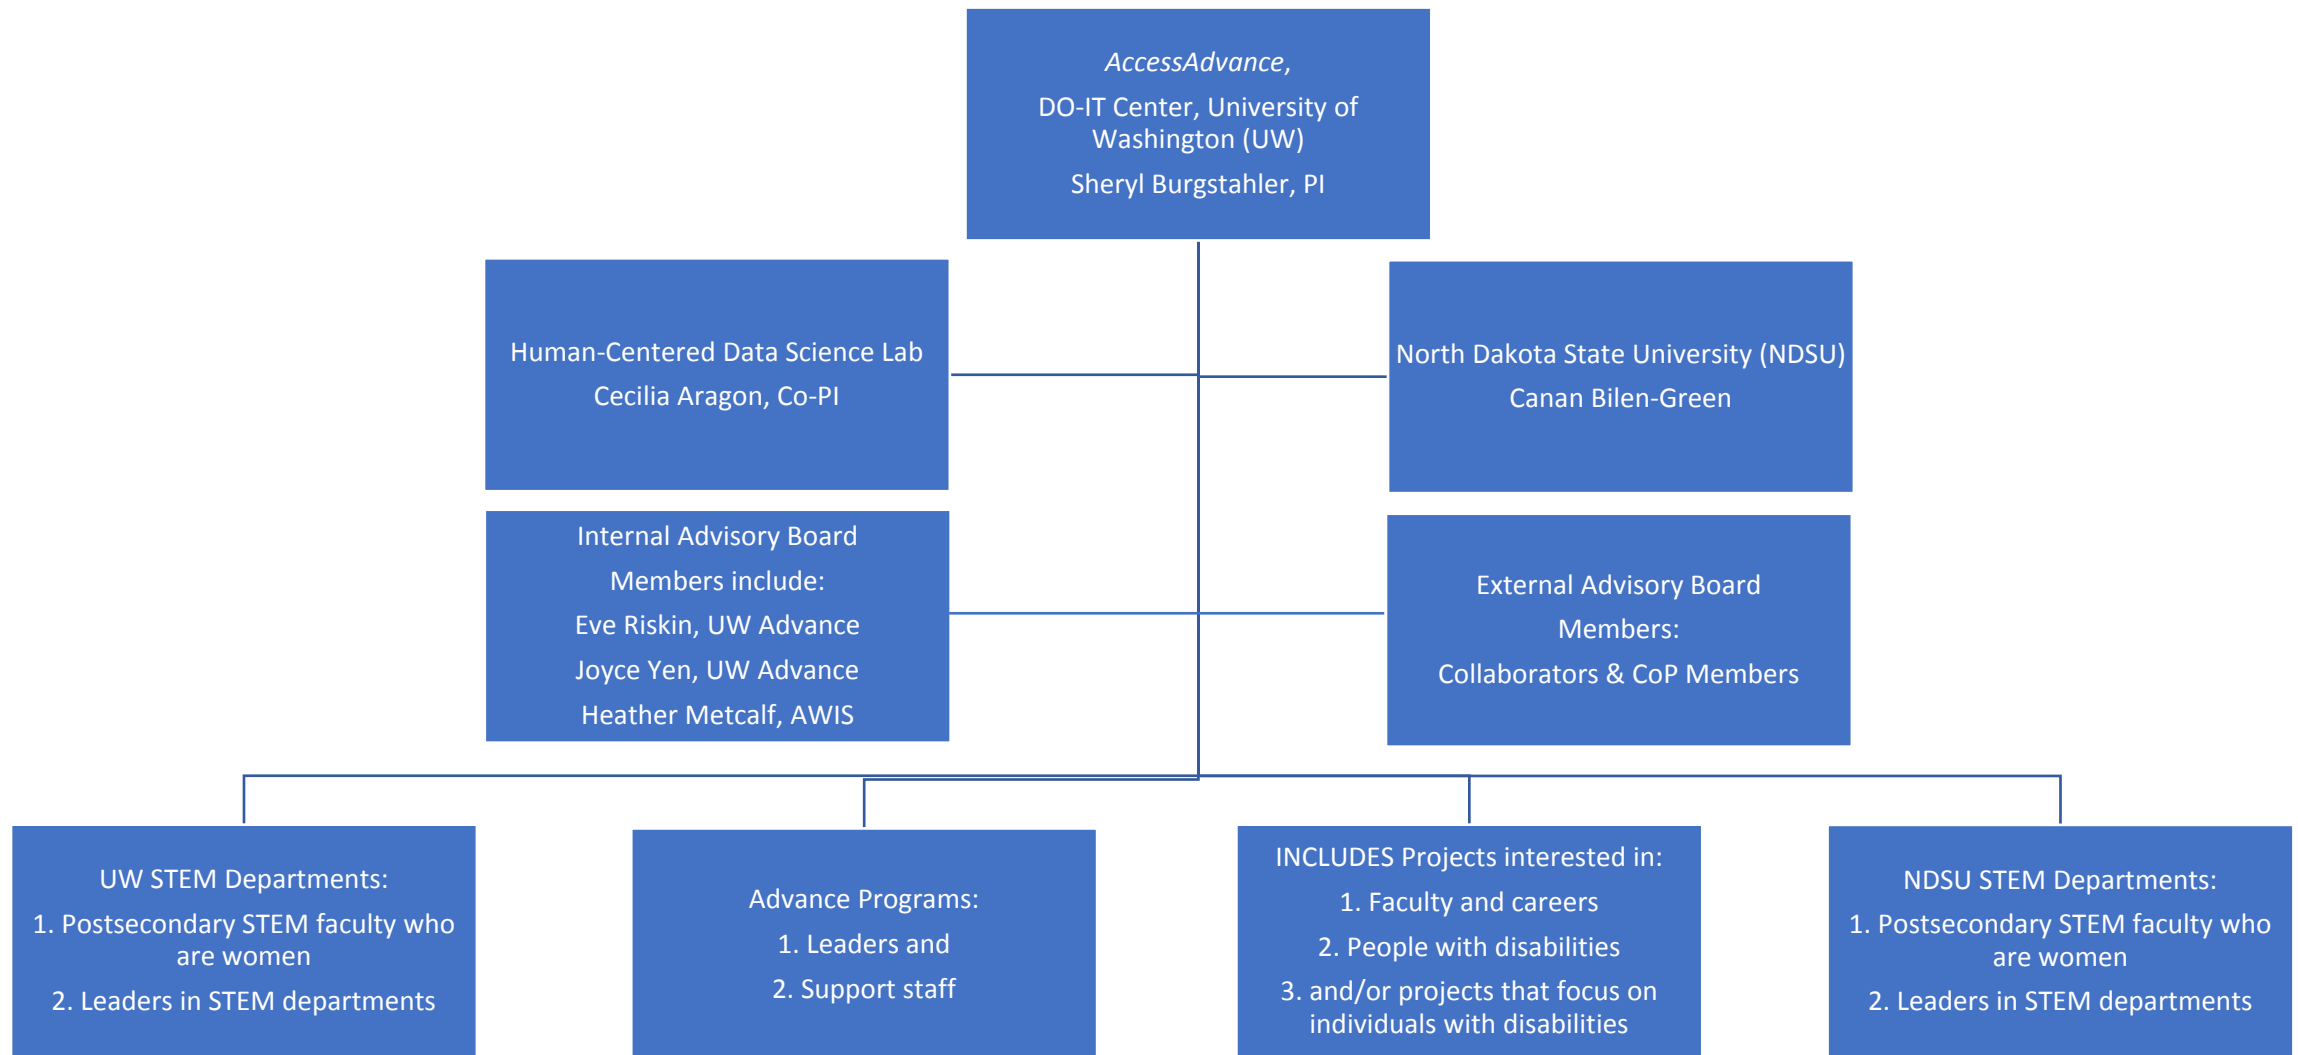 AccessAdvance,
DO-IT Center, University of
Washington (UW)
Sheryl Burgstahler, PI
Human-Centered Data Science Lab
Cecilia Aragon, Co-PI
North Dakota State University (NDSU)
Canan Bilen-Green
Internal Advisory Board
Members include:
Eve Riskin, UW Advance
Joyce Yen, UW Advance
Heather Metcalf, AWIS
External Advisory Board
Members:
Collaborators & CoP Members
UW STEM Departments:
1. Postsecondary STEM faculty who
are women
2. Leaders in STEM departments
Advance Programs:
1. Leaders and
2. Support staff
INCLUDES Projects interested in:
1. Faculty and careers
2. People with disabilities
3. and/or projects that focus on
individuals with disabilities
NDSU STEM Departments:
1. Postsecondary STEM faculty who
are women
2. Leaders in STEM departments